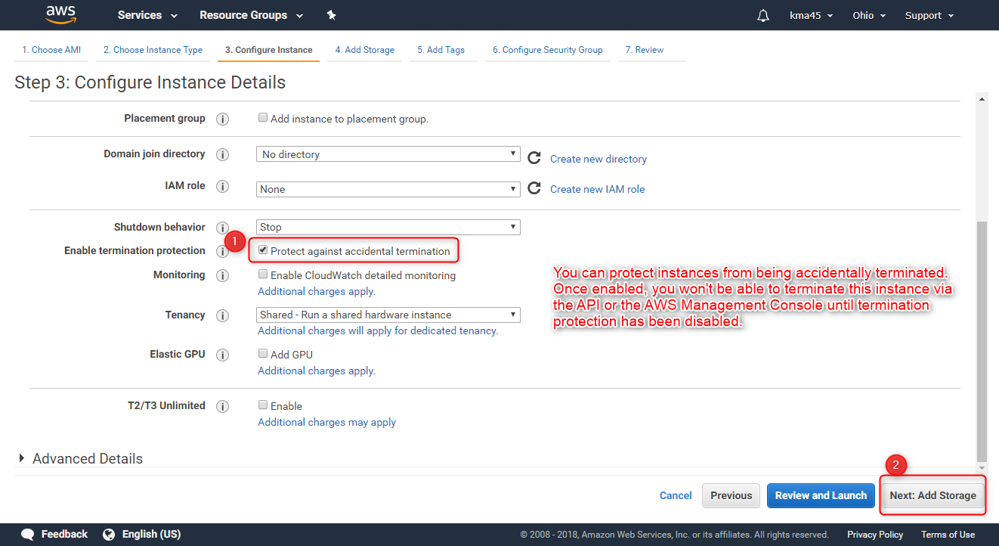 aws
Services
Resource Groups
kma45
Ohio
Support
1. Choose AMI
2. Choose Instance Type
3. Configure Instance
4. Add Storage
5. Add Tags
6. Configure Security Group
7. Review
Step 3: Configure Instance Details
Placement group
i
Add instance to placement group.
Domain join directory
i
No directory
Create new directory
IAM role
i
None
Create new IAM role
Shutdown behavior
i
Stop
Enable termination protection
i
1
Protect against accidental termination
Monitoring
i
Enable CloudWatch detailed monitoring
Additional charges apply.
You can protect instances from being accidentally terminated.
Once enabled, you won't be able to terminate this instance via
the API or the AWS Management Console until termination
protection has been disabled.
Tenancy
i
Shared - Run a shared hardware instance
Additional charges will apply for dedicated tenancy.
Elastic GPU
i
Add GPU
Additional charges apply.
T2/T3 Unlimited
i
Enable
Additional charges may apply
Advanced Details
2
Cancel
Previous
Review and Launch
Next: Add Storage
Feedback
English (US)
© 2008 - 2018, Amazon Web Services, Inc. or its affiliates. All rights reserved.
Privacy Policy
Terms of Use